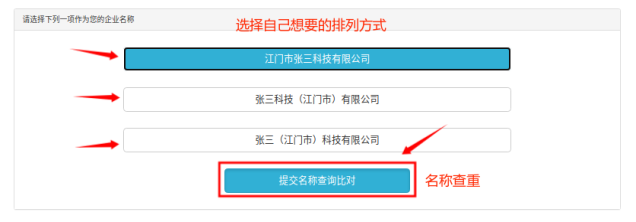 请选择下列一项作为您的企业名称
选择自己想要的排列方式
江门市张三科技有限公司
张三科技（江门市）有限公司
张三（江门市）科技有限公司
提交名称查询比对
名称查重